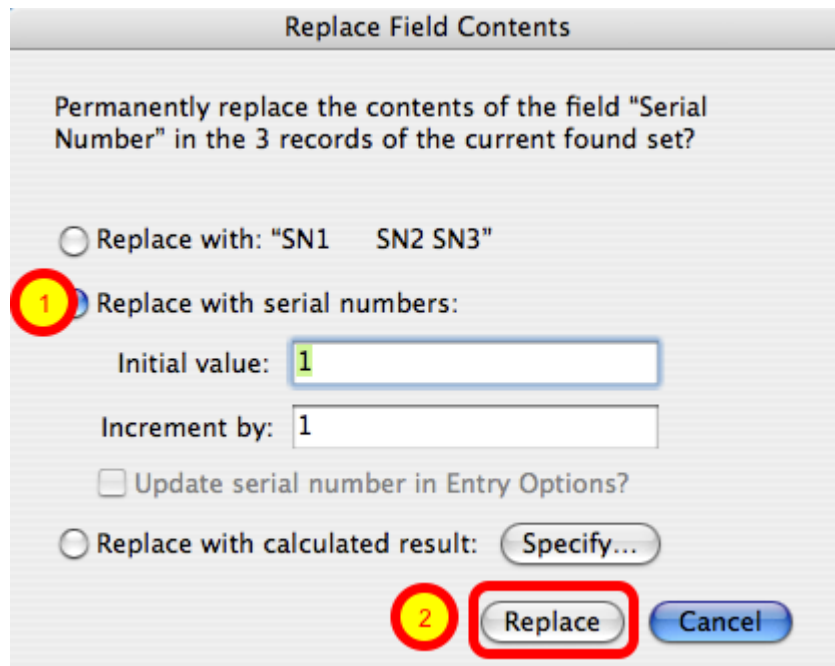 Replace Field Contents
Permanently replace the contents of the field “Serial
Number” in the 3 records of the current found set?
Replace with: “SN1 SN2 SN3”
1 Replace with serial numbers:
Initial value: 1
Increment by: 1
Update serial number in Entry Options?
Replace with calculated result: Specify...
2 Replace Cancel